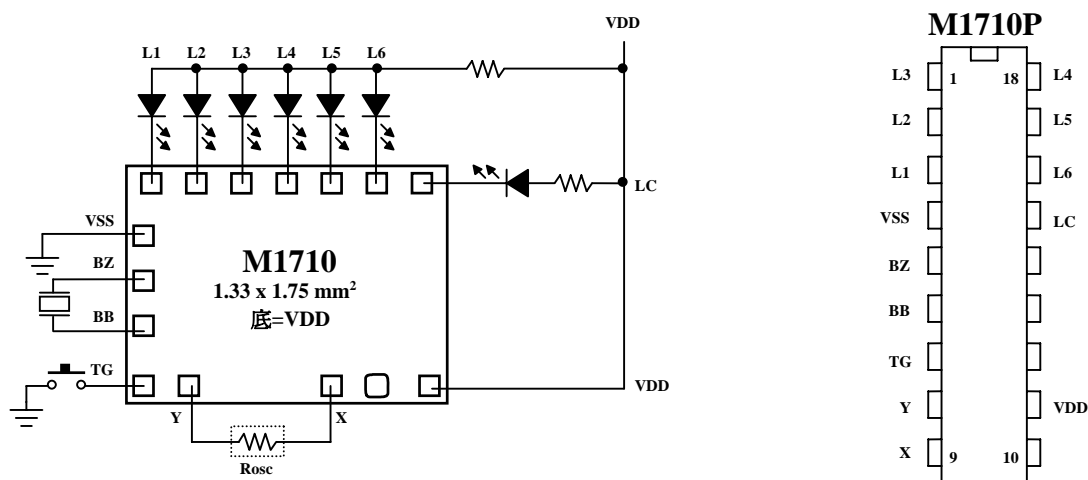 VDD
L1 L2 L3 L4 L5 L6
LC
VSS
BZ
BB
TG
M1710
1.33 x 1.75 mm²
底=VDD
VDD
Y X
Rosc
M1710P
L3 1 18 L4
L2 L5
L1 L6
VSS LC
BZ
BB
TG
Y VDD
X 9 10